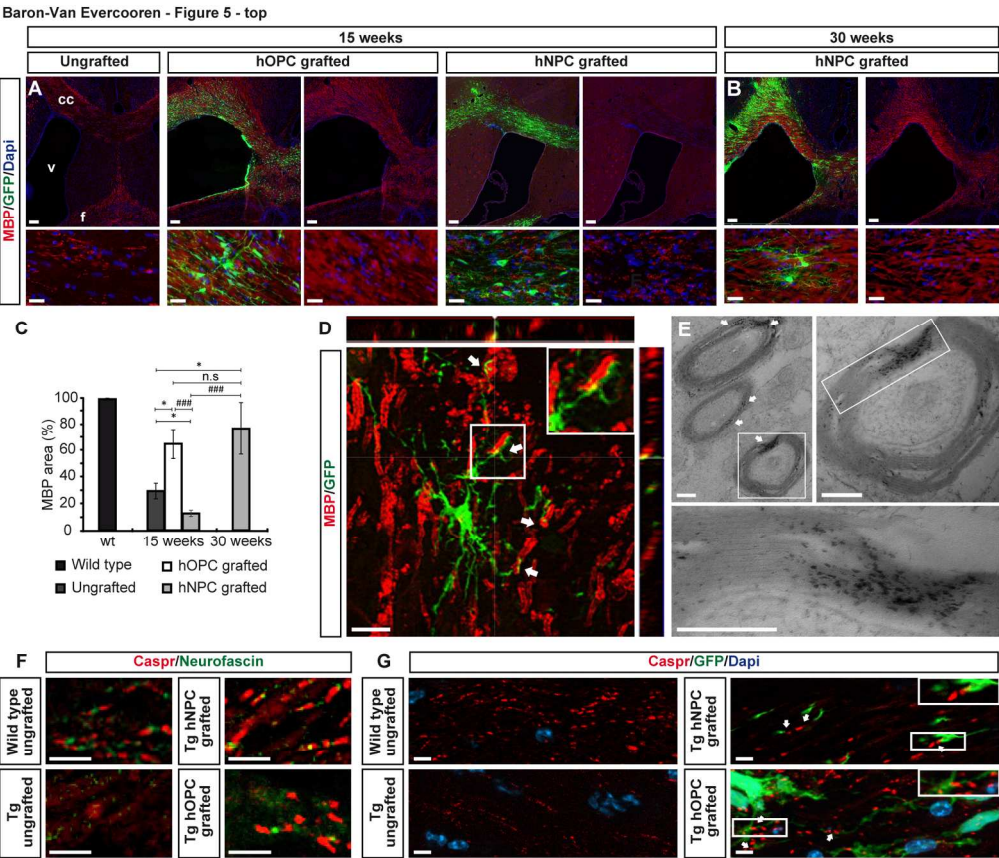 Baron-Van Evercooren - Figure 5 - top
15 weeks
30 weeks
Ungrafted
hOPC grafted
hNPC grafted
hNPC grafted
MBP/GFP/Dapi
A
cc
v
f
B
C
*
n.s
###
* ###
*
MBP area (%)
100
80
60
40
20
0
wt
15 weeks
30 weeks
Wild type
hOPC grafted
Ungrafted
hNPC grafted
D
MBP/GFP
E
F
Caspr/Neurofascin
Wild type
ungrafted
Tg hNPC
grafted
Tg
ungrafted
Tg hOPC
grafted
G
Caspr/GFP/Dapi
Wild type
ungrafted
Tg hNPC
grafted
Tg
ungrafted
Tg hOPC
grafted